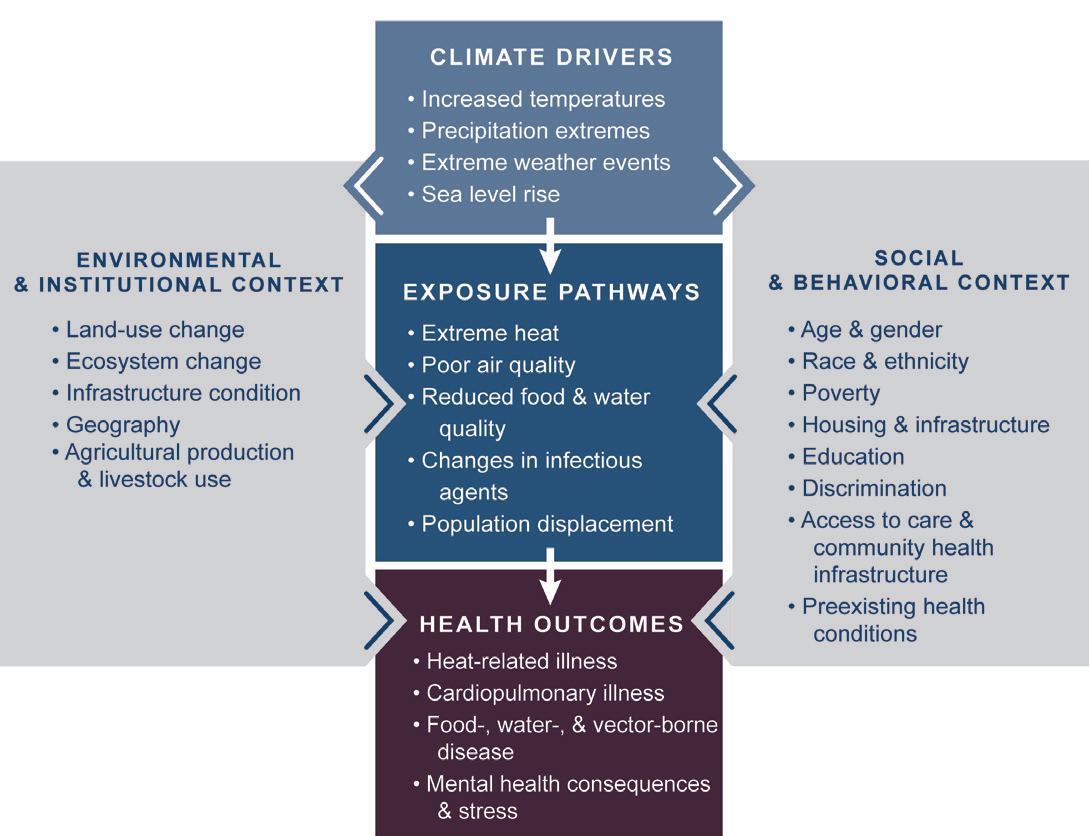 CLIMATE DRIVERS
• Increased temperatures
• Precipitation extremes
• Extreme weather events
• Sea level rise
ENVIRONMENTAL
& INSTITUTIONAL CONTEXT
• Land-use change
• Ecosystem change
• Infrastructure condition
• Geography
• Agricultural production
& livestock use
EXPOSURE PATHWAYS
• Extreme heat
• Poor air quality
• Reduced food & water
quality
• Changes in infectious
agents
• Population displacement
SOCIAL
& BEHAVIORAL CONTEXT
• Age & gender
• Race & ethnicity
• Poverty
• Housing & infrastructure
• Education
• Discrimination
• Access to care &
community health
infrastructure
• Preexisting health
conditions
HEALTH OUTCOMES
• Heat-related illness
• Cardiopulmonary illness
• Food-, water-, & vector-borne
disease
• Mental health consequences
& stress